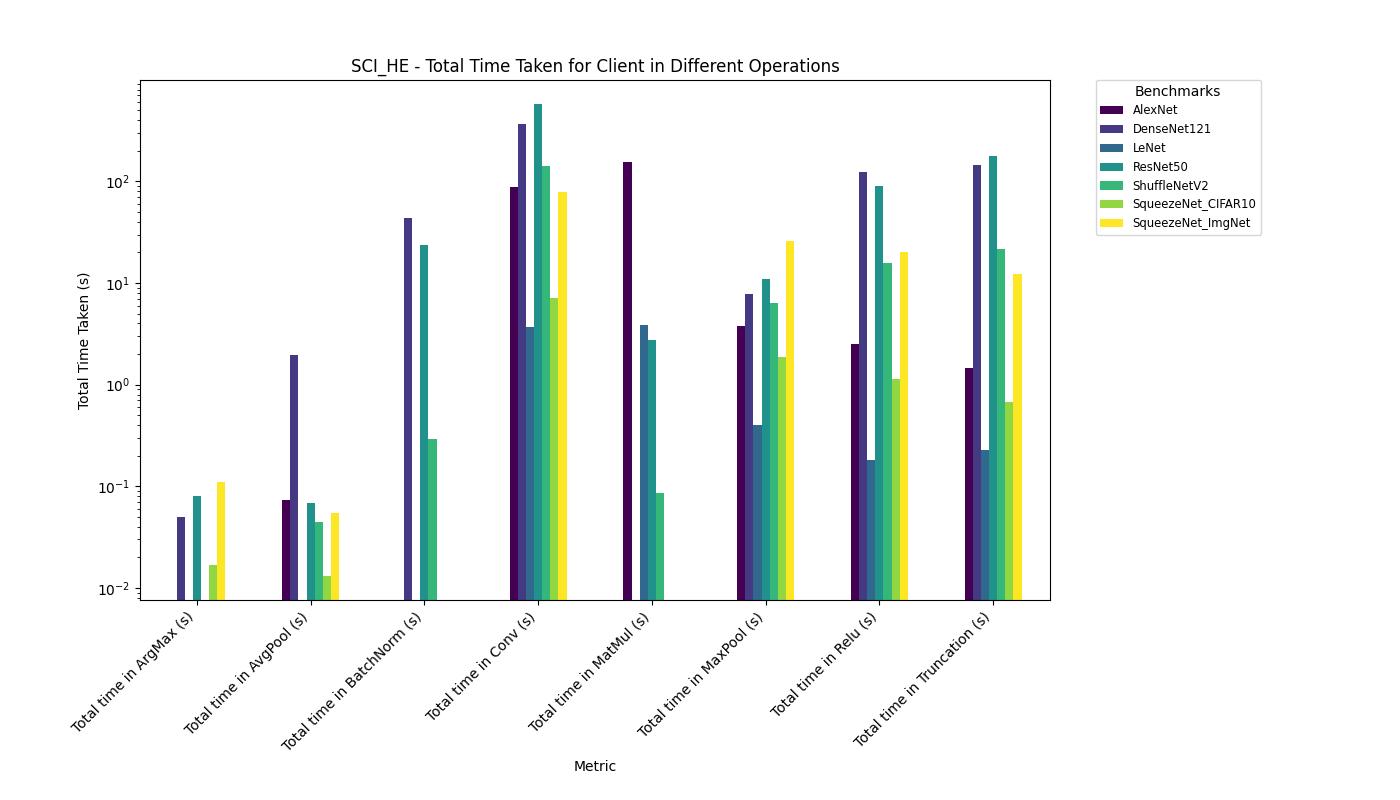 SCI_HE - Total Time Taken for Client in Different Operations
Total Time Taken (s)
10²
10¹
10⁰
10⁻¹
10⁻²
Total time in ArgMax (s)
Total time in AvgPool (s)
Total time in BatchNorm (s)
Total time in Conv (s)
Total time in MatMul (s)
Total time in MaxPool (s)
Total time in Relu (s)
Total time in Truncation (s)
Metric
Benchmarks
AlexNet
DenseNet121
LeNet
ResNet50
ShuffleNetV2
SqueezeNet_CIFAR10
SqueezeNet_ImgNet